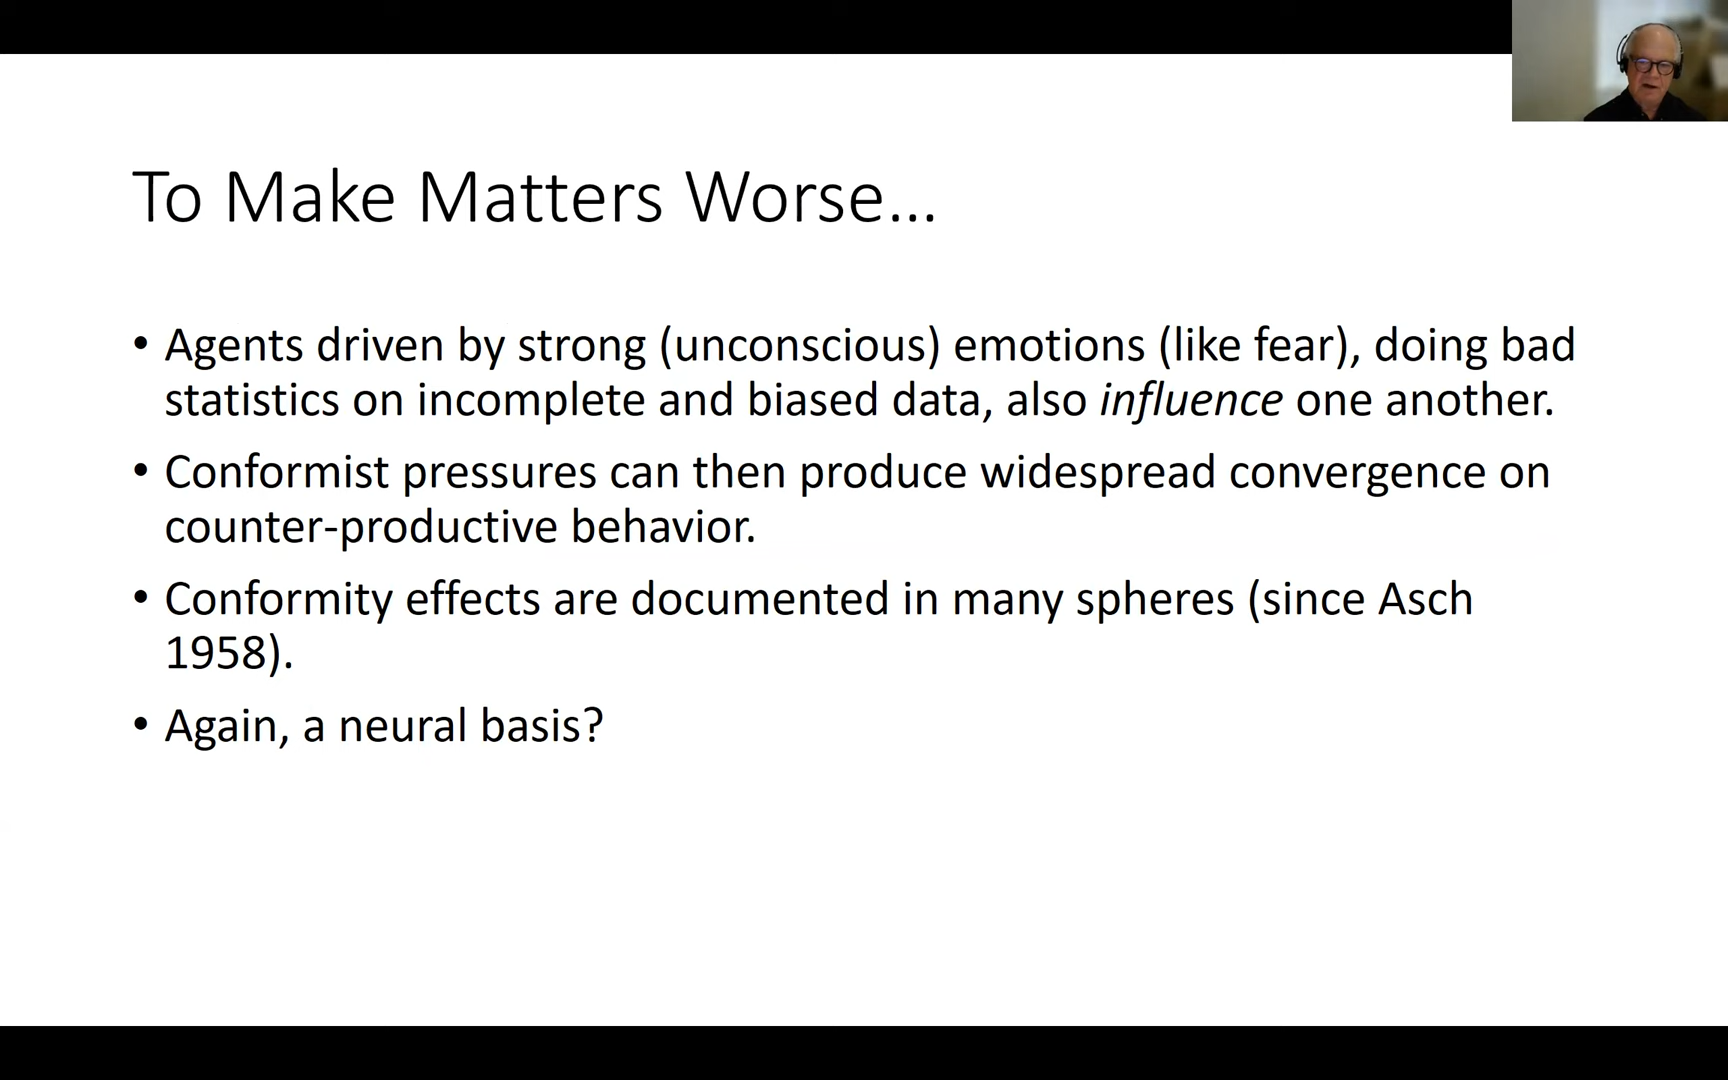 To Make Matters Worse...
• Agents driven by strong (unconscious) emotions (like fear), doing bad
statistics on incomplete and biased data, also influence one another.
• Conformist pressures can then produce widespread convergence on
counter-productive behavior.
• Conformity effects are documented in many spheres (since Asch
1958).
• Again, a neural basis?